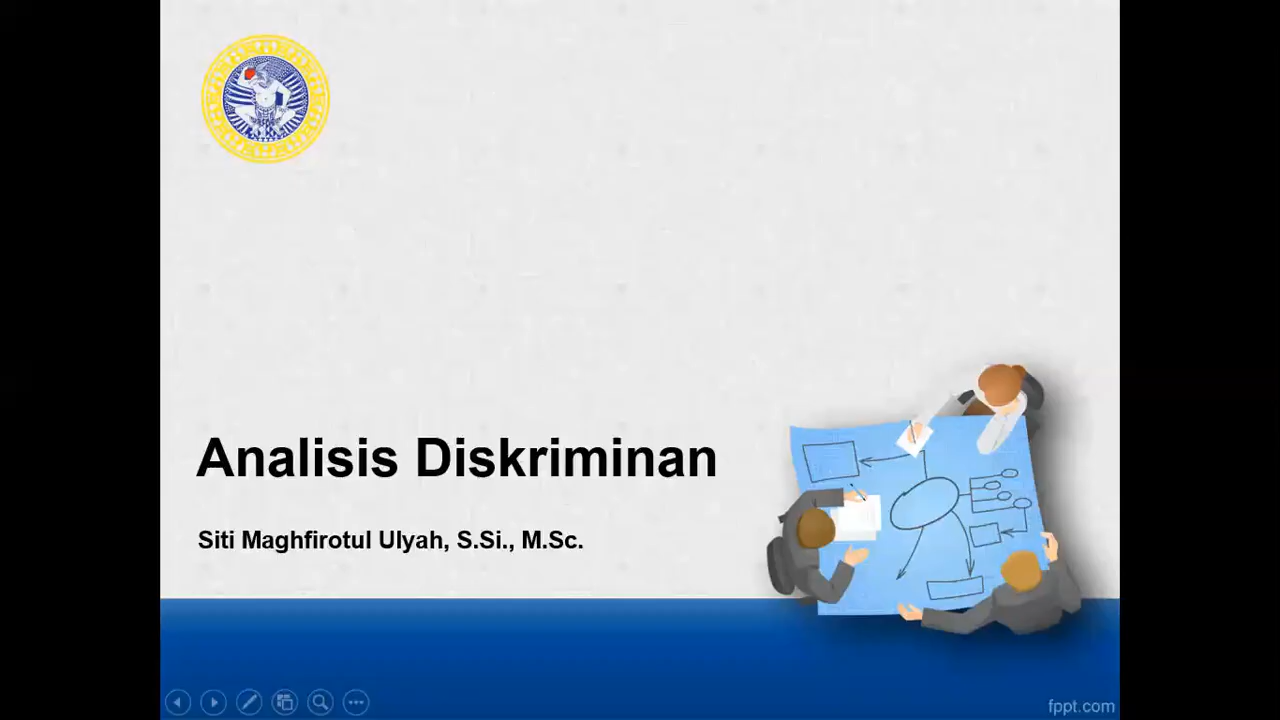 Analisis Diskriminan
Siti Maghfirotul Ulyah, S.Si., M.Sc.
fppt.com